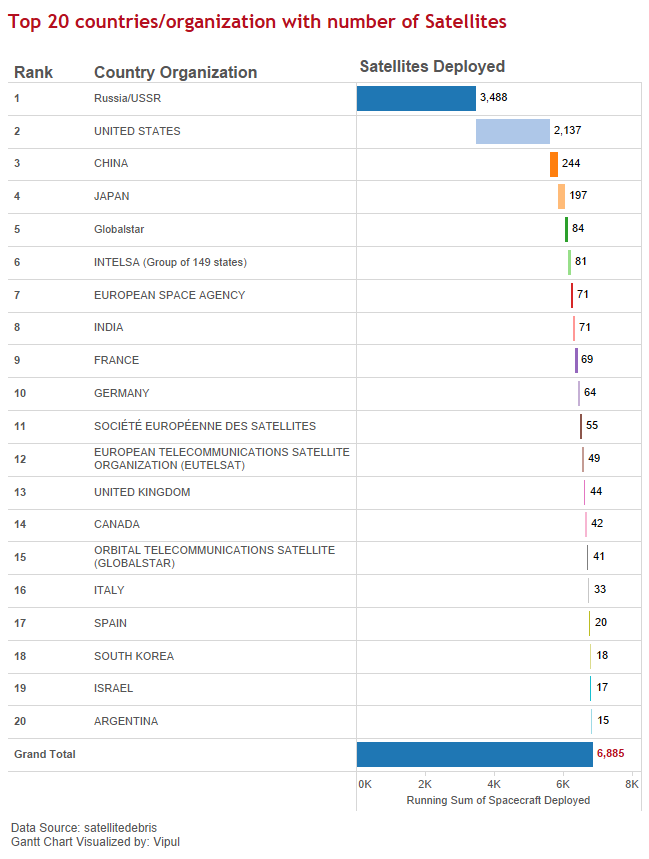 Top 20 countries/organization with number of Satellites
Rank Country Organization Satellites Deployed
1 Russia/USSR 3,488
2 UNITED STATES 2,137
3 CHINA 244
4 JAPAN 197
5 Globalstar 84
6 INTELSA (Group of 149 states) 81
7 EUROPEAN SPACE AGENCY 71
8 INDIA 71
9 FRANCE 69
10 GERMANY 64
11 SOCIÉTÉ EUROPÉENNE DES SATELLITES 55
12 EUROPEAN TELECOMMUNICATIONS SATELLITE
ORGANIZATION (EUTELSAT) 49
13 UNITED KINGDOM 44
14 CANADA 42
15 ORBITAL TELECOMMUNICATIONS SATELLITE
(GLOBALSTAR) 41
16 ITALY 33
17 SPAIN 20
18 SOUTH KOREA 18
19 ISRAEL 17
20 ARGENTINA 15
Grand Total 6,885
0K 2K 4K 6K 8K
Running Sum of Spacecraft Deployed
Data Source: satellitedebris
Gantt Chart Visualized by: Vipul